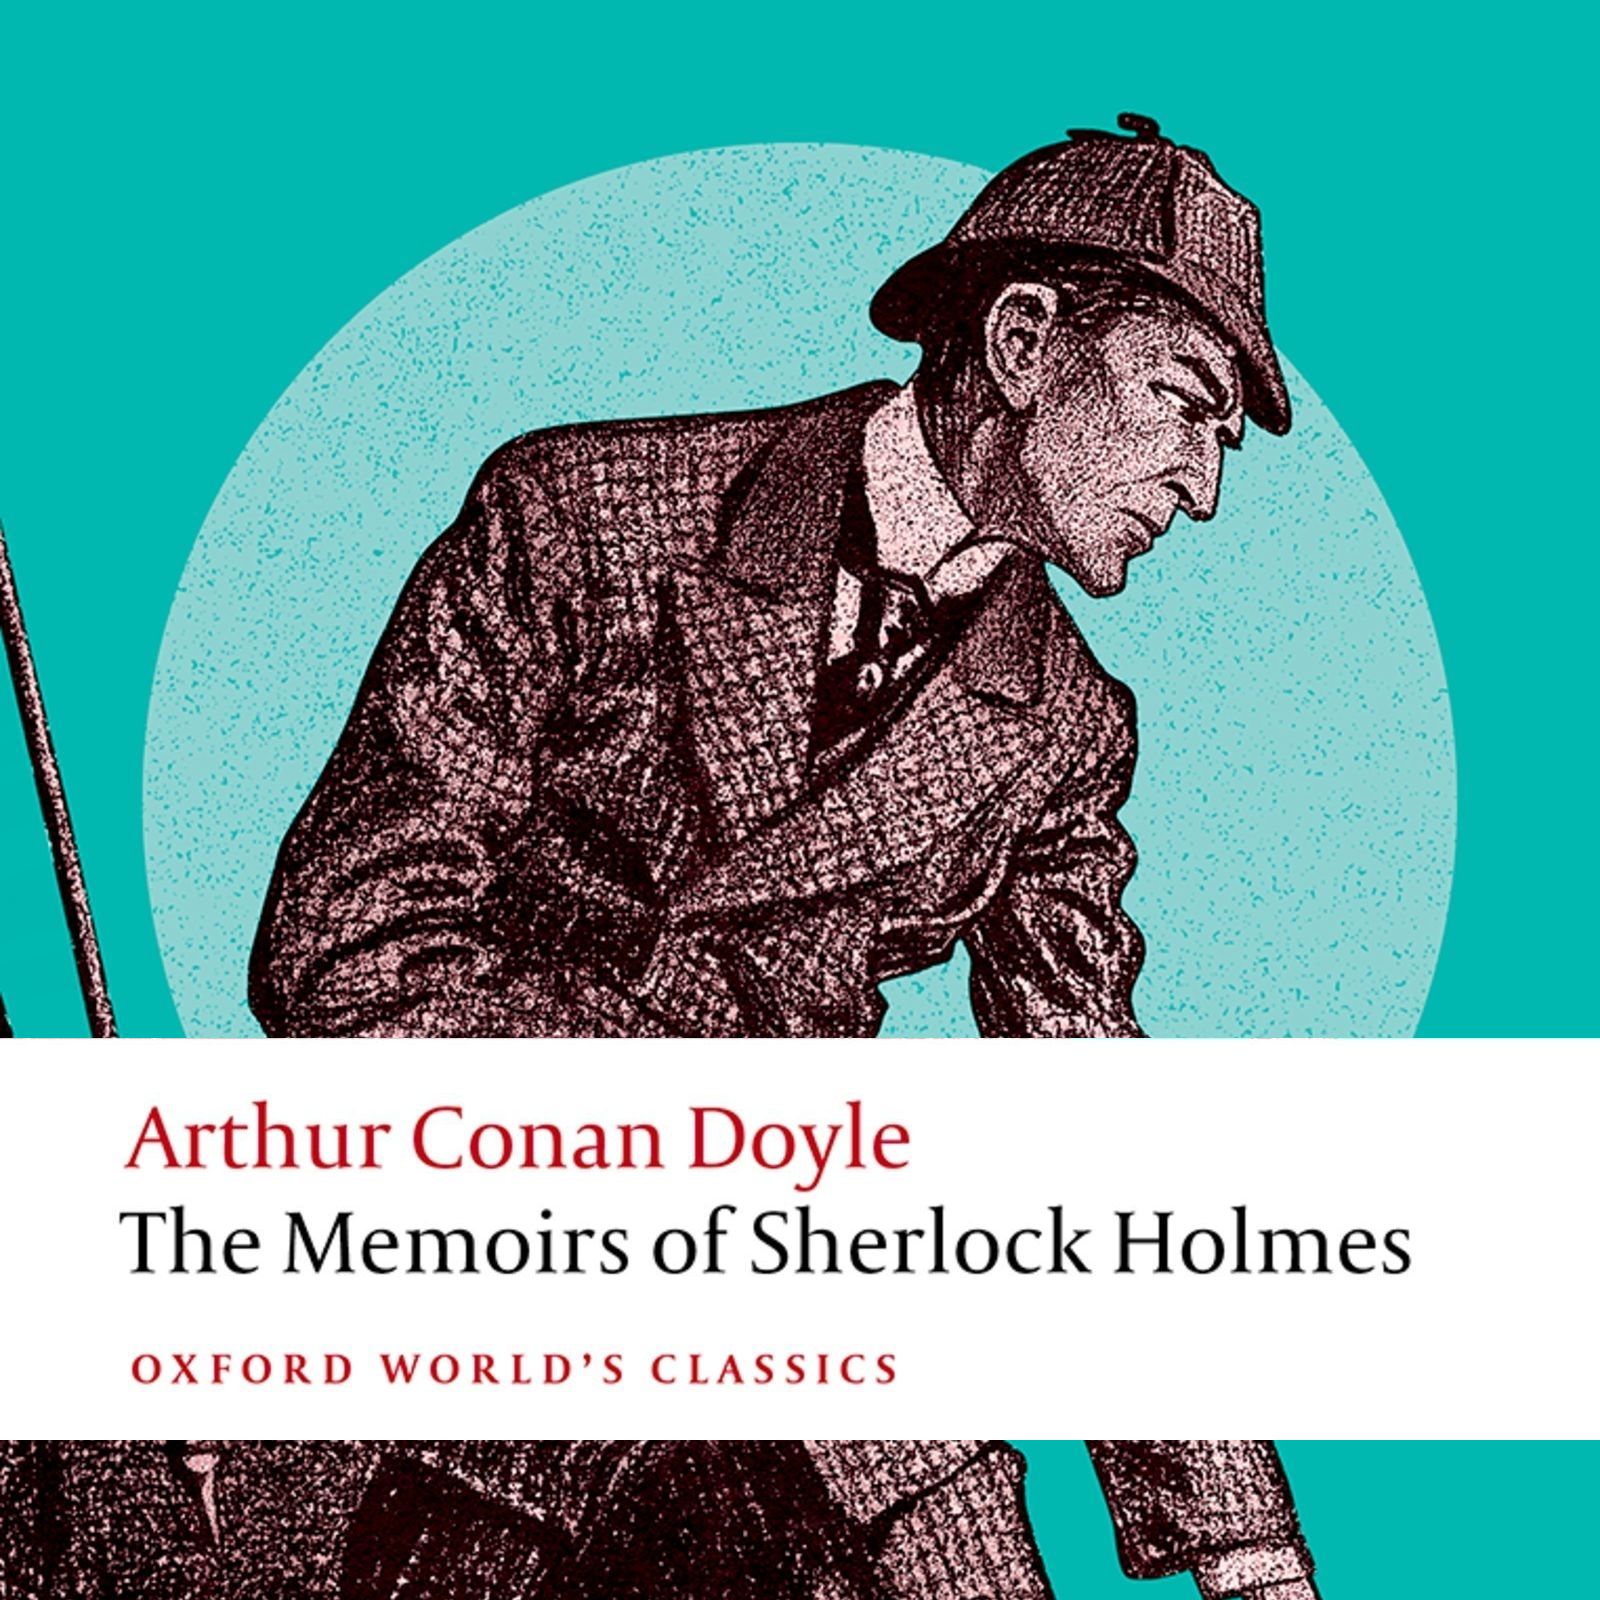 Arthur Conan Doyle
The Memoirs of Sherlock Holmes
OXFORD WORLD’S CLASSICS